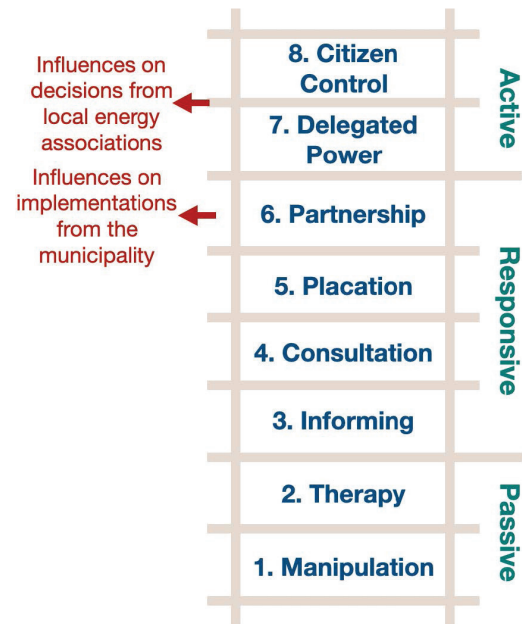 Influences on
decisions from
local energy
associations
Influences on
implementations
from the
municipality
8. Citizen
Control
7. Delegated
Power
6. Partnership
5. Placation
4. Consultation
3. Informing
2. Therapy
1. Manipulation
Active
Responsive
Passive